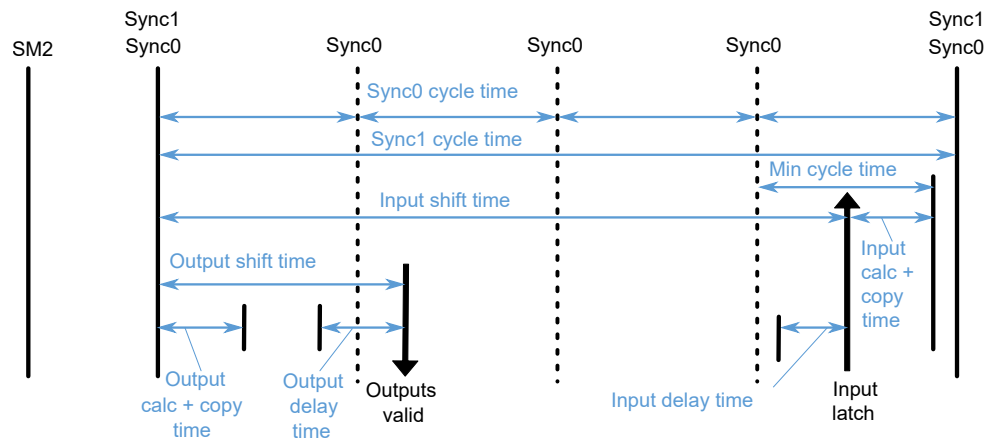 Sync1
Sync1
SM2
Sync0
Sync0
Sync0
Sync0
Sync0
Sync0 cycle time
Sync1 cycle time
Min cycle time
Input shift time
Input
calc +
copy
time
Output shift time
Output
calc + copy
time
Output
delay
time
Outputs
valid
Input delay time
Input
latch